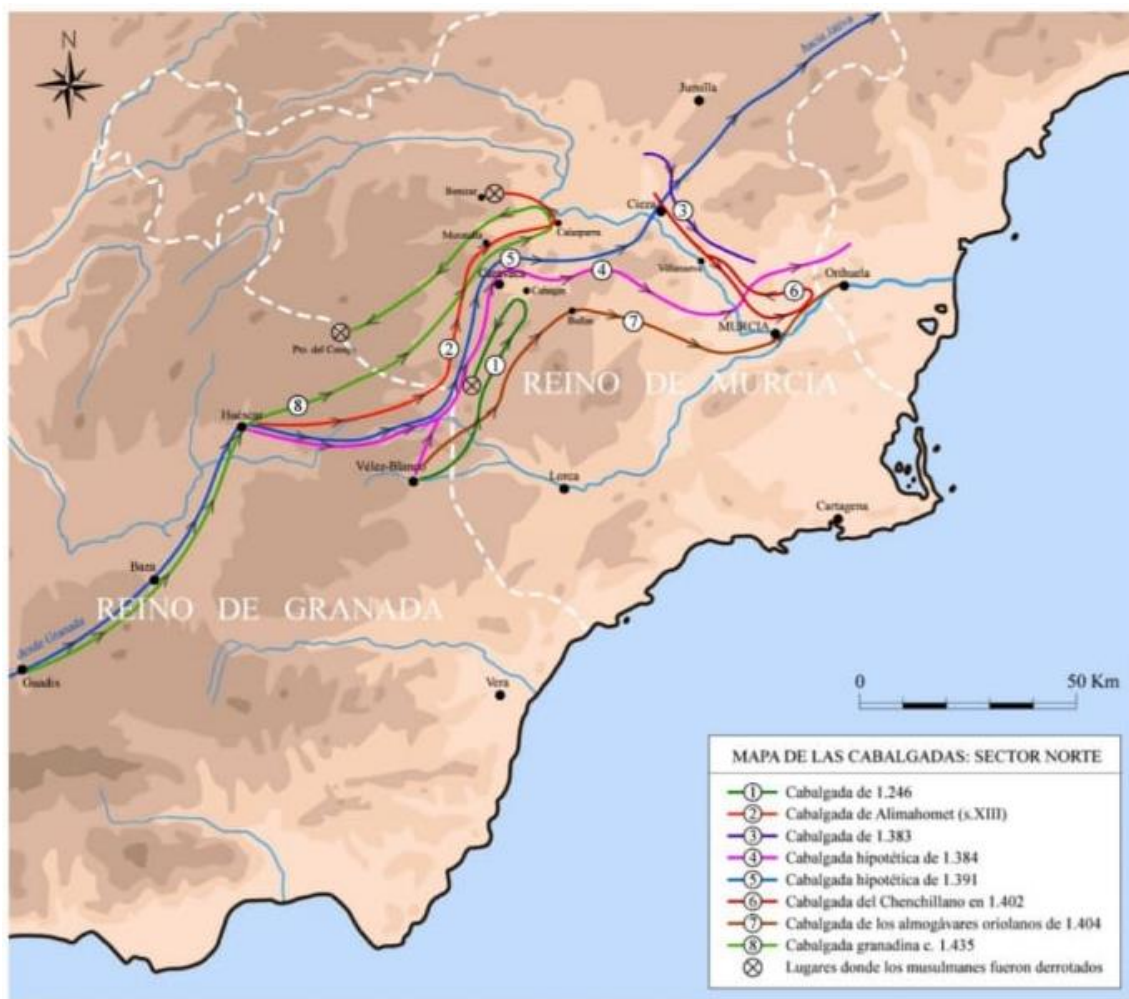 N
hacia Játiva
Jumilla
Benizar
Cieza
3
Moratalla
Calasparra
5
Caravaca
4
Villanueva
Cehegín
6
Orihuela
Bullas
7
MURCIA
Pto. del Conejo
2
1
REINO DE MURCIA
8
Huéscar
Vélez-Blanco
Lorca
Cartagena
Baza
REINO DE GRANADA
desde Granada
Guadix
Vera
0 50 Km
MAPA DE LAS CABALGADAS: SECTOR NORTE
1 Cabalgada de 1.246
2 Cabalgada de Alimahomet (s.XIII)
3 Cabalgada de 1.383
4 Cabalgada hipotética de 1.384
5 Cabalgada hipotética de 1.391
6 Cabalgada del Chenchillano en 1.402
7 Cabalgada de los almogávares oriolanos de 1.404
8 Cabalgada granadina c. 1.435
Lugares donde los musulmanes fueron derrotados